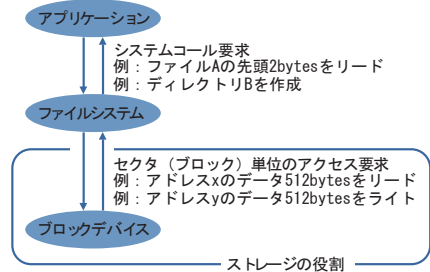 アプリケーション
システムコール要求
例：ファイルAの先頭2bytesをリード
例：ディレクトリBを作成
ファイルシステム
セクタ（ブロック）単位のアクセス要求
例：アドレスxのデータ512bytesをリード
例：アドレスyのデータ512bytesをライト
ブロックデバイス
ストレージの役割